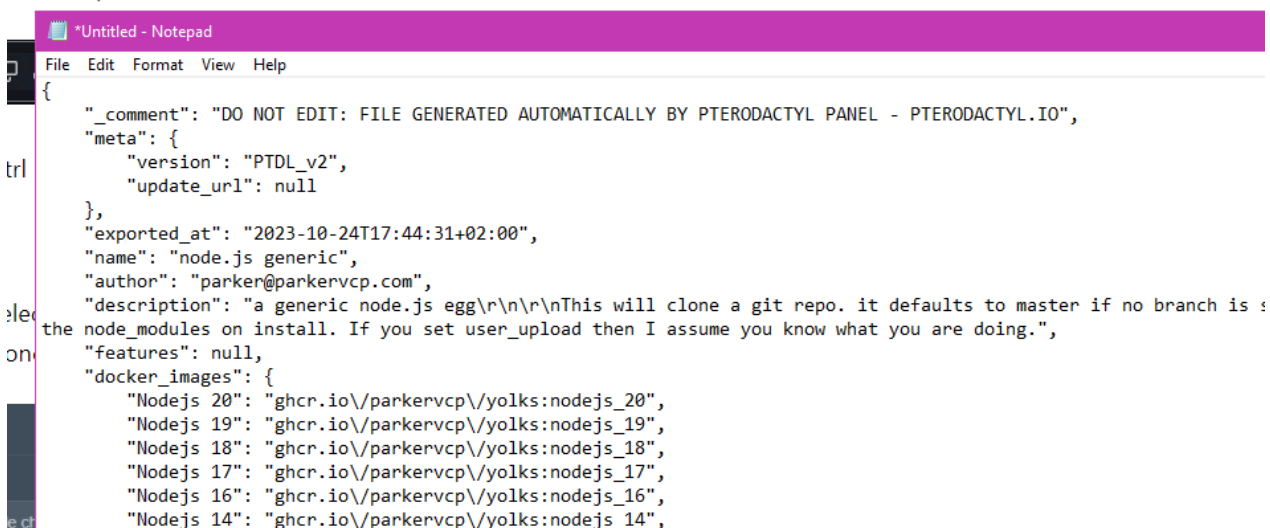 *Untitled - Notepad
File Edit Format View Help
{
"_comment": "DO NOT EDIT: FILE GENERATED AUTOMATICALLY BY PTERODACTYL PANEL - PTERODACTYL.IO",
"meta": {
"version": "PTDL_v2",
"update_url": null
},
"exported_at": "2023-10-24T17:44:31+02:00",
"name": "node.js generic",
"author": "parker@parkervcp.com",
"description": "a generic node.js egg\r\n\r\nThis will clone a git repo. it defaults to master if no branch is
the node_modules on install. If you set user_upload then I assume you know what you are doing.",
"features": null,
"docker_images": {
"Nodejs 20": "ghcr.io\/parkervcp\/yolks:nodejs_20",
"Nodejs 19": "ghcr.io\/parkervcp\/yolks:nodejs_19",
"Nodejs 18": "ghcr.io\/parkervcp\/yolks:nodejs_18",
"Nodejs 17": "ghcr.io\/parkervcp\/yolks:nodejs_17",
"Nodejs 16": "ghcr.io\/parkervcp\/yolks:nodejs_16",
"Nodejs 14": "ghcr.io\/parkervcp\/yolks:nodejs_14",